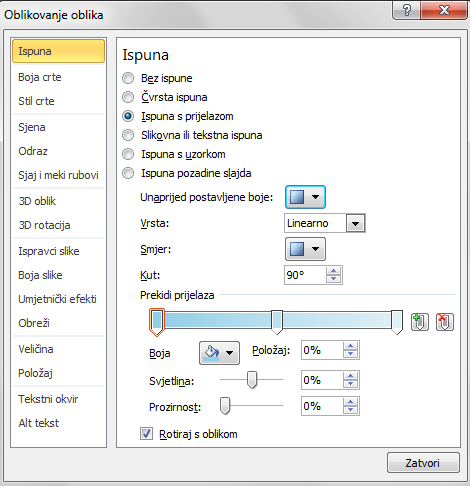 Oblikovanje oblika
Ispuna
Boja crte
Stil crte
Sjena
Odraz
Sjaj i meki rubovi
3D oblik
3D rotacija
Ispravci slike
Boja slike
Umjetnički efekti
Obreži
Veličina
Položaj
Tekstni okvir
Alt tekst
Ispuna
Bez ispune
Čvrsta ispuna
Ispuna s prijelazom
Slikovna ili tekstna ispuna
Ispuna s uzorkom
Ispuna pozadine slajda
Unaprijed postavljene boje:
Vrsta: Linearno
Smjer:
Kut: 90°
Prekidi prijelaza
Boja Položaj: 0%
Svjetlina: 0%
Prozirnost: 0%
Rotiraj s oblikom
Zatvori